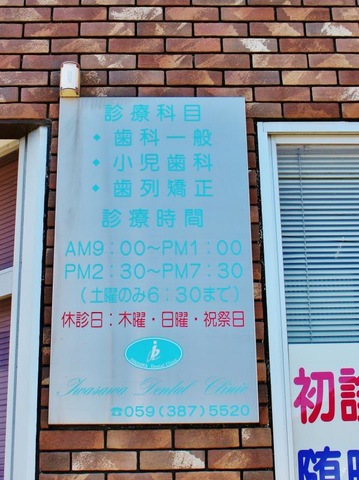 診療科目
・歯科一般
・小児歯科
・歯列矯正
診療時間
AM9:00～PM1:00
PM2:30～PM7:30
(土曜のみ6:30まで)
休診日:木曜・日曜・祝祭日
Iwasawa Dental Clinic
☎059(387)5520
初診
随時